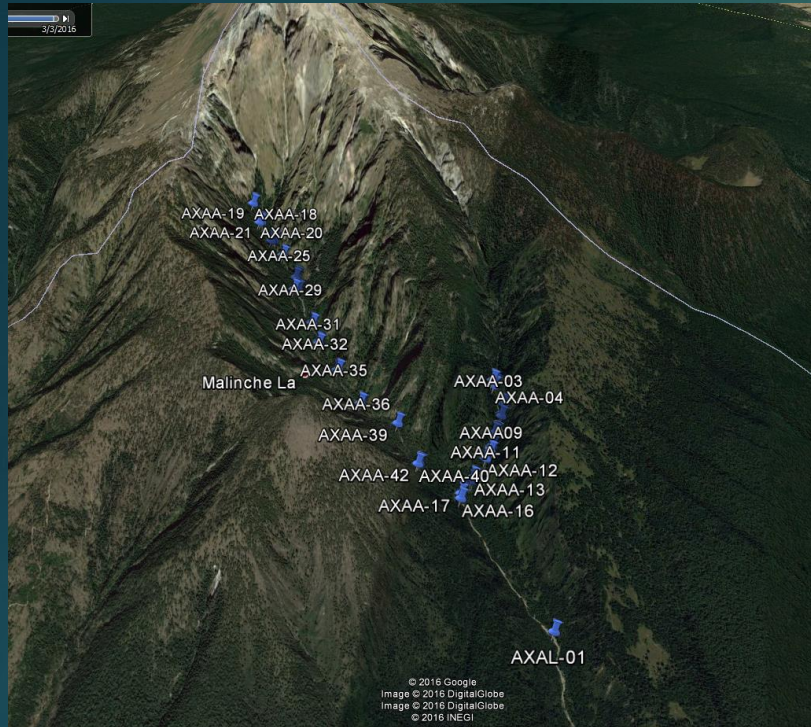 3/3/2016
AXAA-19 AXAA-18
AXAA-21 AXAA-20
AXAA-25
AXAA-29
AXAA-31
AXAA-32
AXAA-35
Malinche La
AXAA-03
AXAA-04
AXAA-36
AXAA-39
AXAA09
AXAA-11
AXAA-12
AXAA-42 AXAA-40
AXAA-13
AXAA-17
AXAA-16
AXAL-01
© 2016 Google
Image © 2016 DigitalGlobe
Image © 2016 DigitalGlobe
© 2016 INEGI